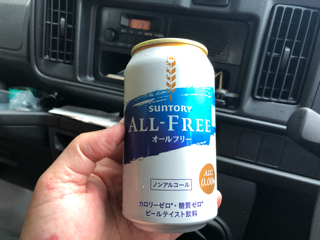 SUNTORY
ALL-FREE
オールフリー
ALC.
0.00%
ノンアルコール
カロリーゼロ*・糖質ゼロ*
ビールテイスト飲料